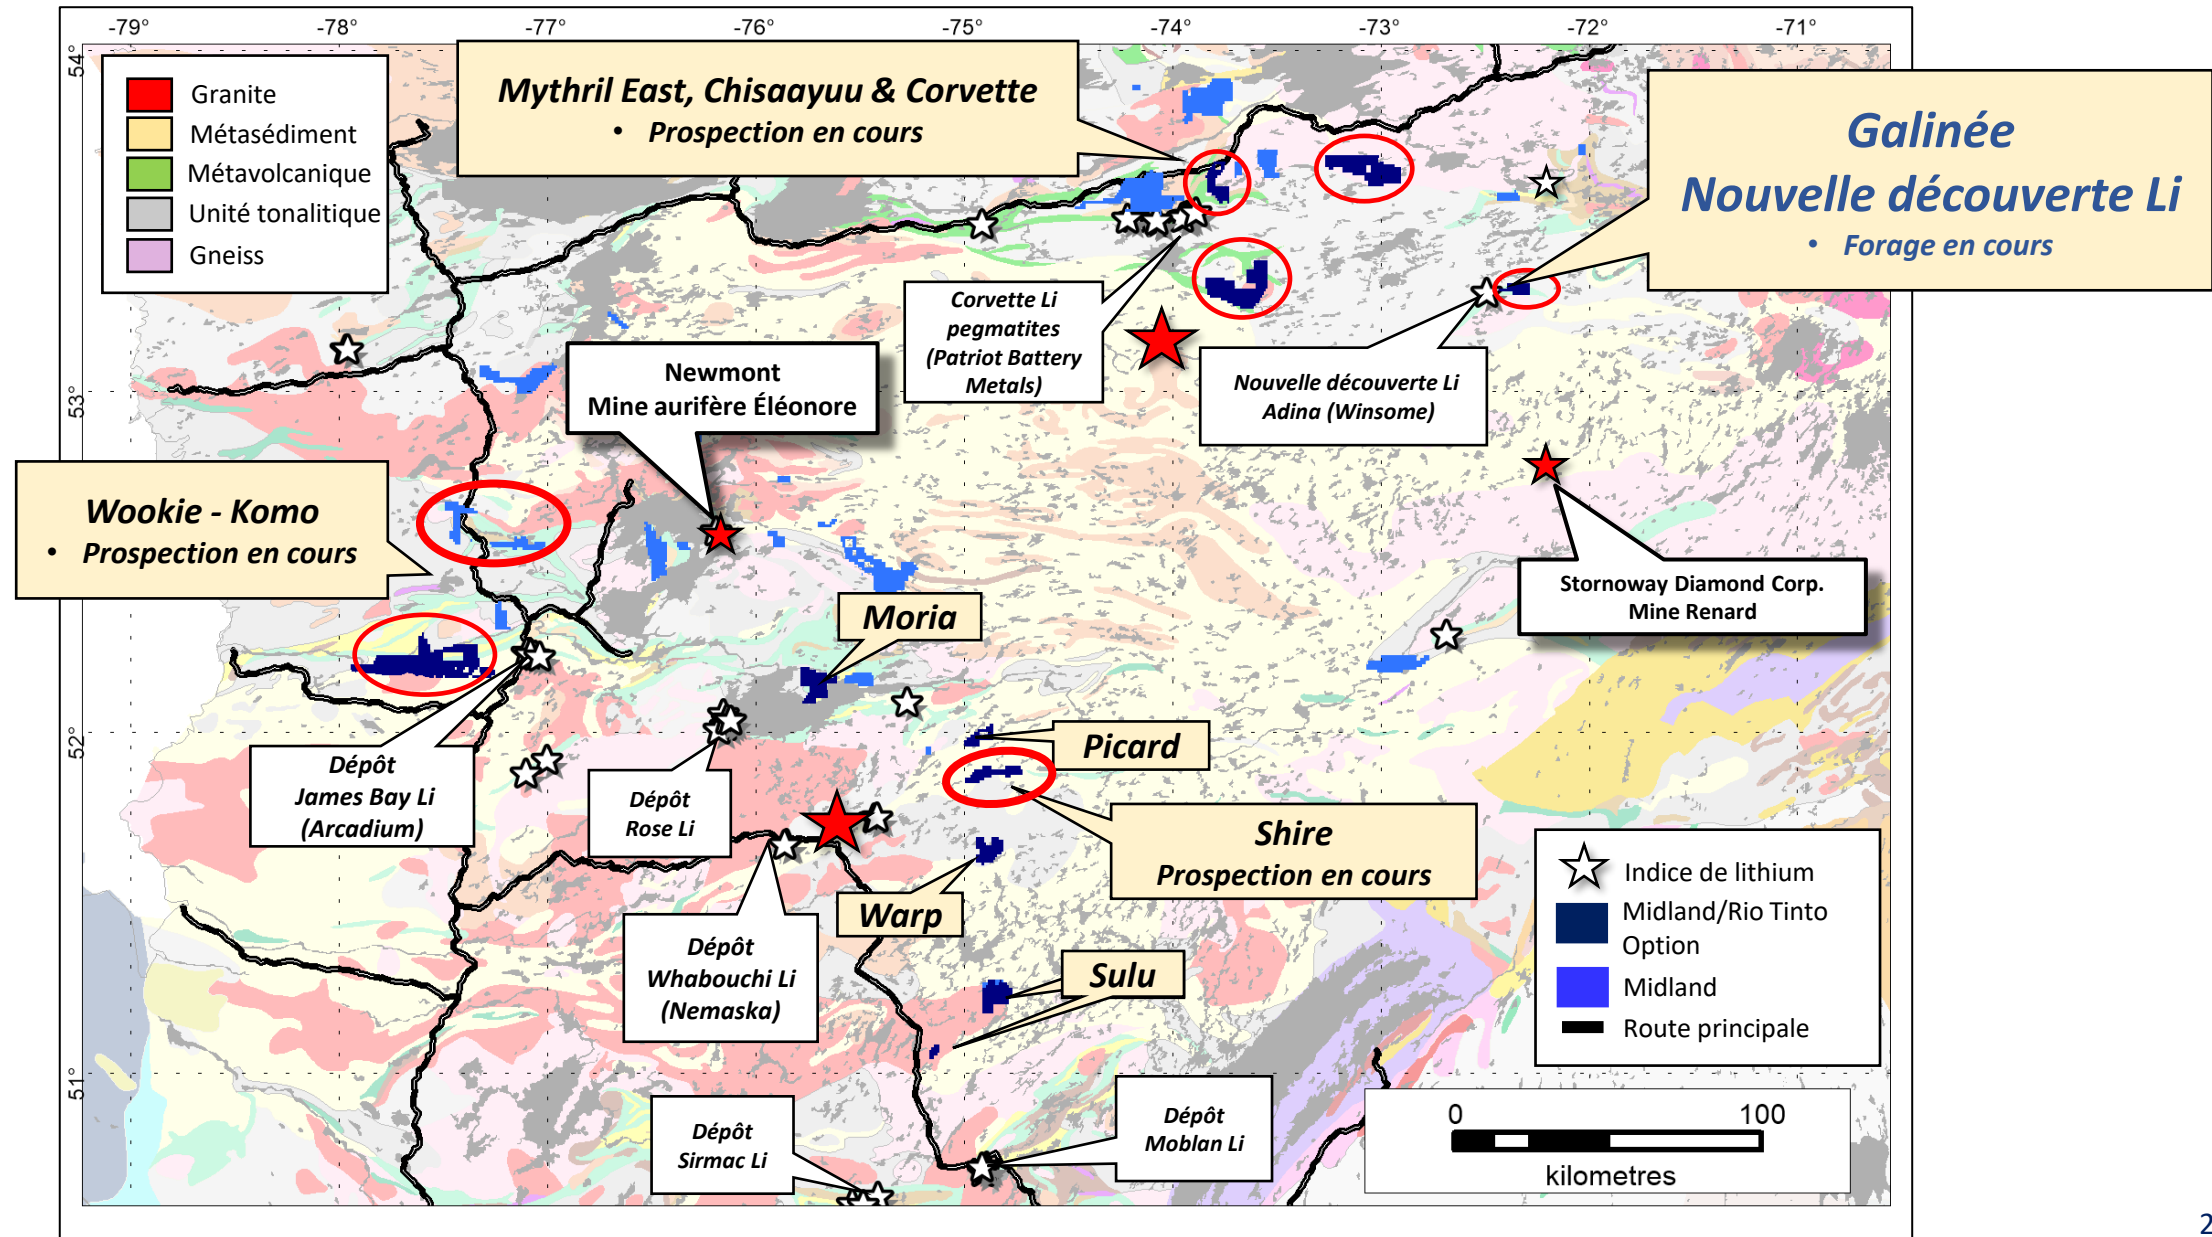 -79°
-78°
-77°
-76°
-75°
-74°
-73°
-72°
-71°
54°
53°
52°
51°
Granite
Métasédiment
Métavolcanique
Unité tonalitique
Gneiss
Mythril East, Chisaayuu & Corvette
• Prospection en cours
Galinée
Nouvelle découverte Li
• Forage en cours
Corvette Li
pegmatites
(Patriot Battery
Metals)
Nouvelle découverte Li
Adina (Winsome)
Newmont
Mine aurifère Éléonore
Wookie - Komo
• Prospection en cours
Stornoway Diamond Corp.
Mine Renard
Moria
Picard
Dépôt
James Bay Li
(Arcadium)
Dépôt
Rose Li
Shire
Prospection en cours
Warp
Dépôt
Whabouchi Li
(Nemaska)
Sulu
Dépôt
Sirmac Li
Dépôt
Moblan Li
Indice de lithium
Midland/Rio Tinto
Option
Midland
Route principale
0 100
kilometres
2